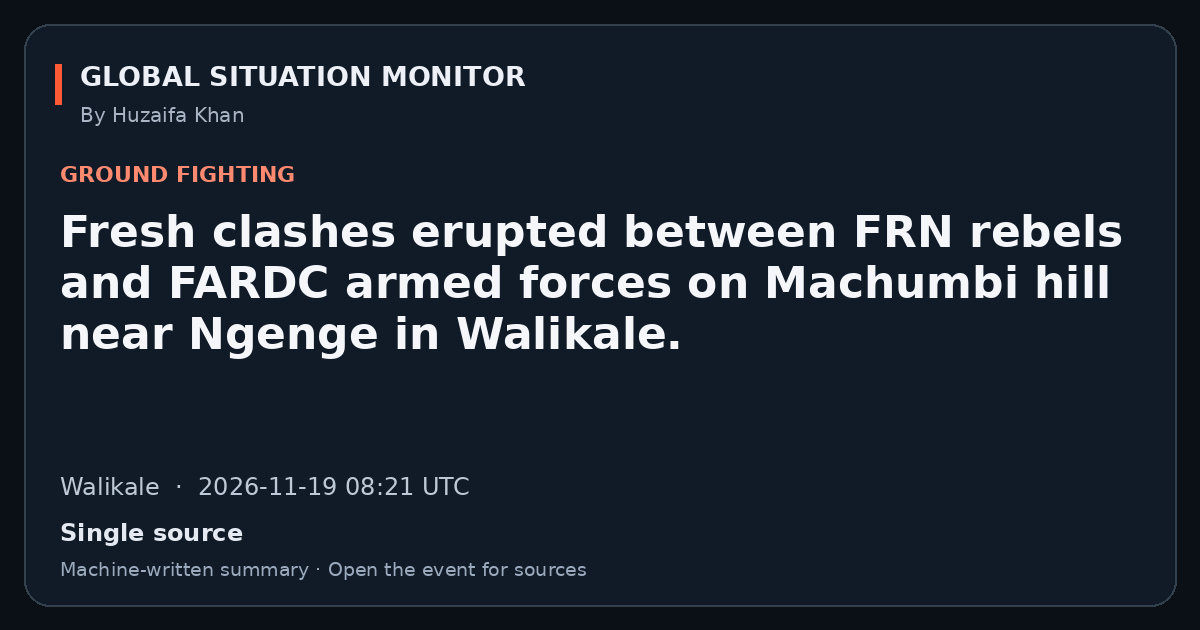 GLOBAL SITUATION MONITOR
By Huzaifa Khan
GROUND FIGHTING
Fresh clashes erupted between FRN rebels
and FARDC armed forces on Machumbi hill
near Ngenge in Walikale.
Walikale · 2026-11-19 08:21 UTC
Single source
Machine-written summary · Open the event for sources